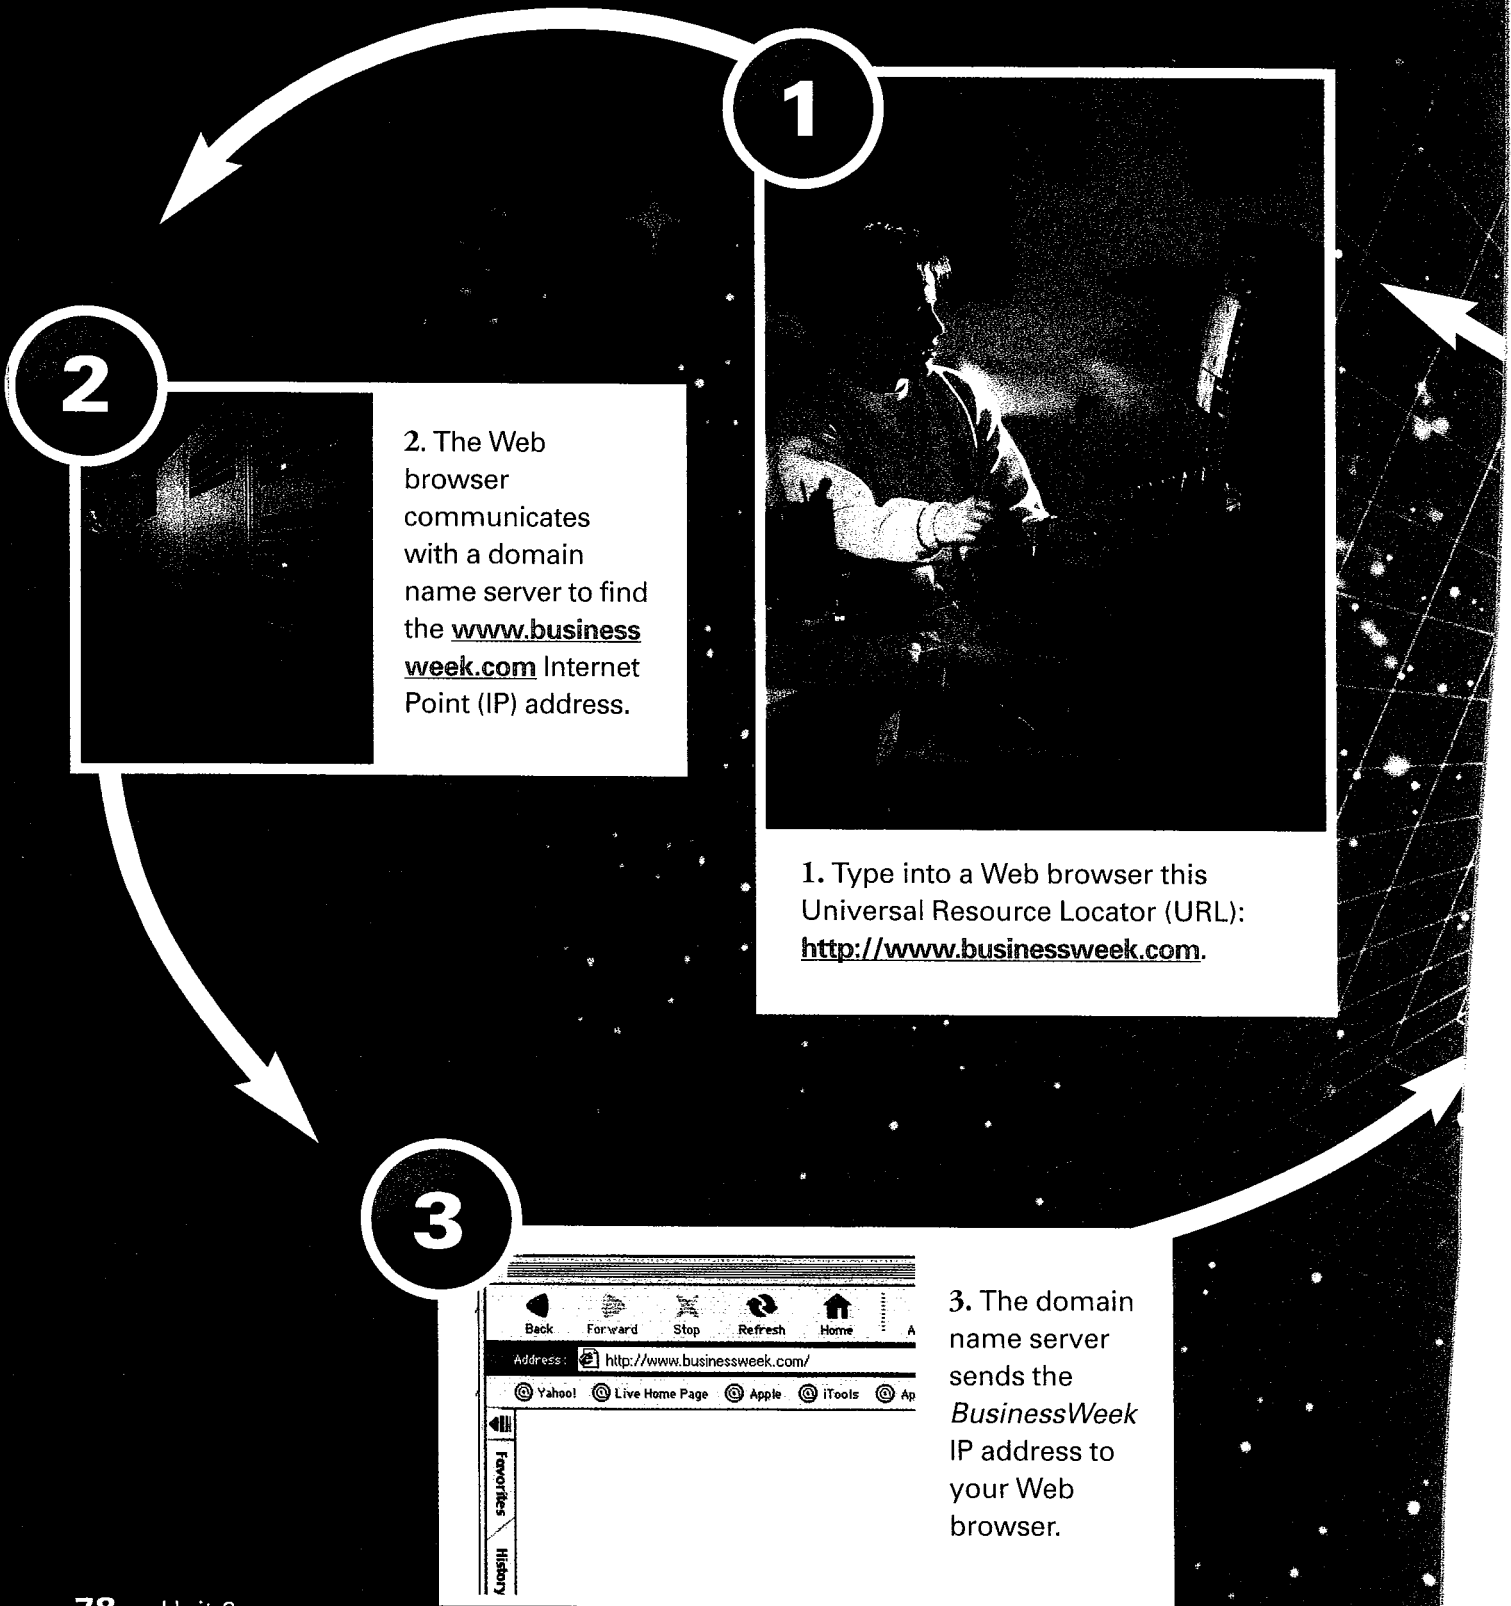 1
1. Type into a Web browser this
Universal Resource Locator (URL):
http://www.businessweek.com.
2
2. The Web
browser
communicates
with a domain
name server to find
the www.business
week.com Internet
Point (IP) address.
3
Back Forward Stop Refresh Home A
Address: http://www.businessweek.com/
Yahoo! Live Home Page Apple iTools Ap
Favorites
History
3. The domain
name server
sends the
BusinessWeek
IP address to
your Web
browser.
78 Unit